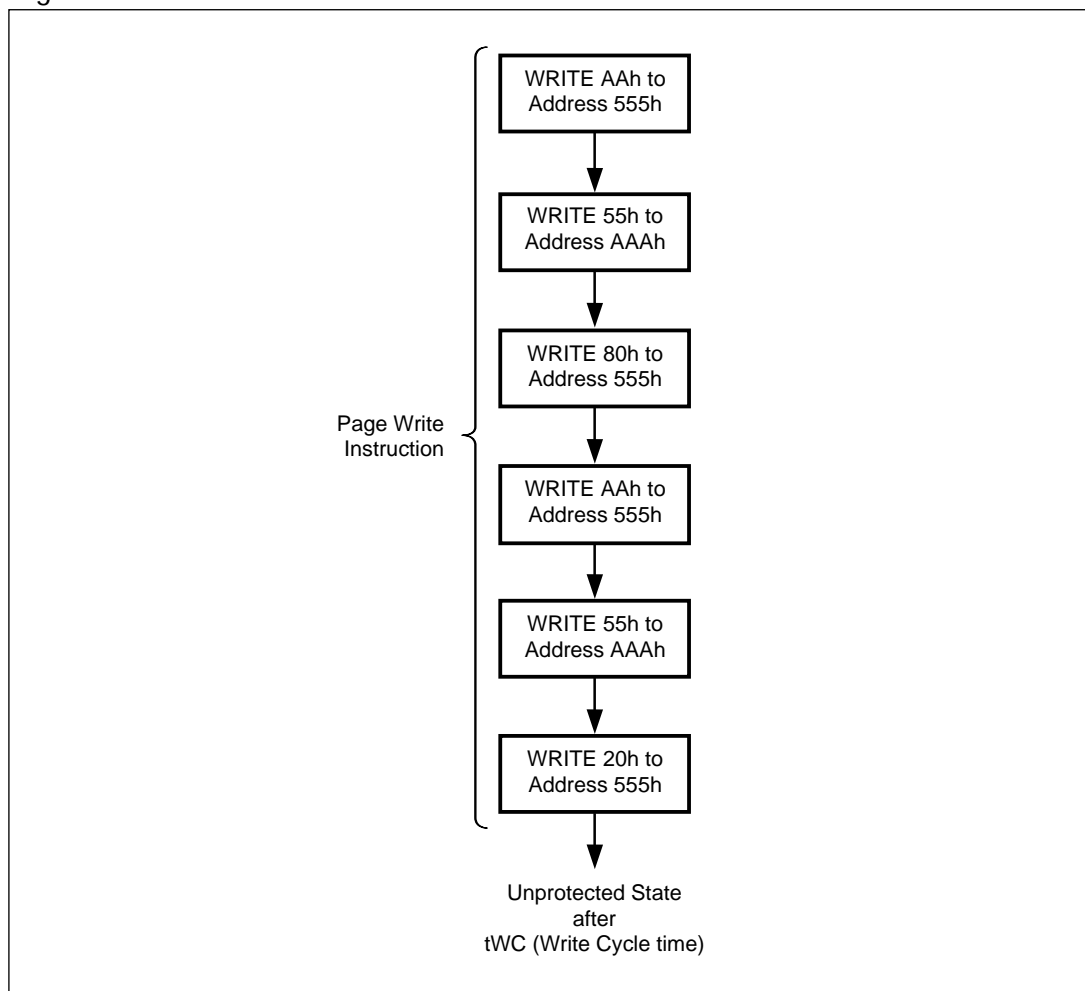 WRITE AAh to
Address 555h
WRITE 55h to
Address AAAh
WRITE 80h to
Address 555h
Page Write
Instruction
WRITE AAh to
Address 555h
WRITE 55h to
Address AAAh
WRITE 20h to
Address 555h
Unprotected State
after
tWC (Write Cycle time)